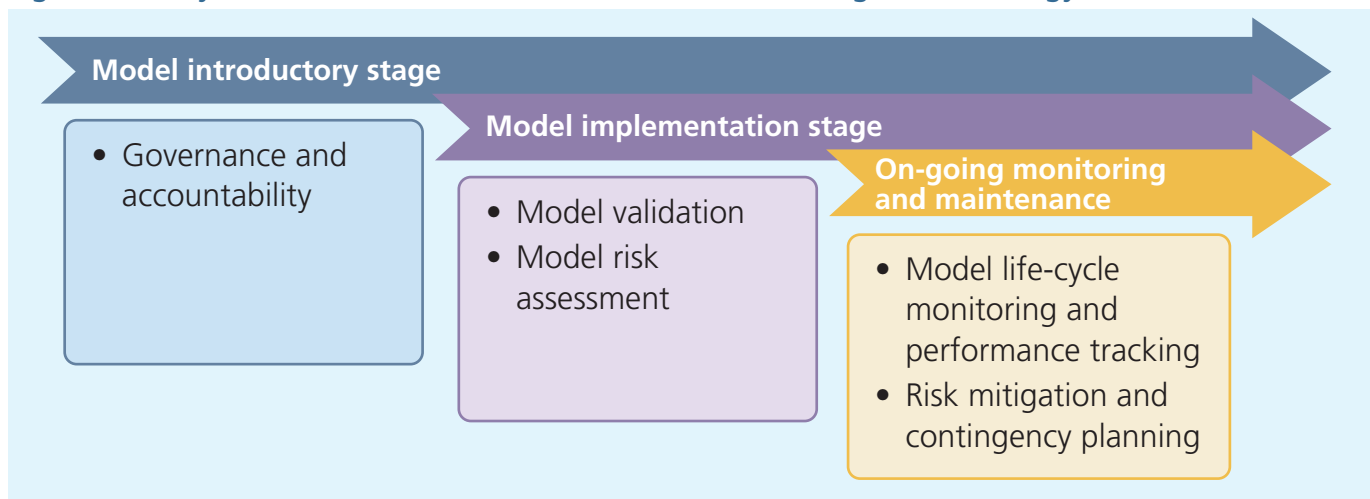 Model introductory stage
• Governance and
accountability
Model implementation stage
• Model validation
• Model risk
assessment
On-going monitoring
and maintenance
• Model life-cycle
monitoring and
performance tracking
• Risk mitigation and
contingency planning